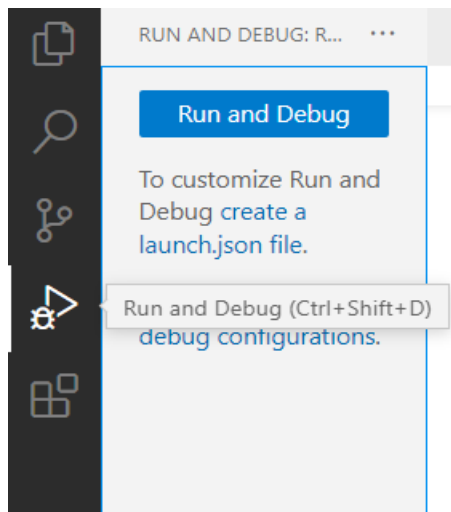 RUN AND DEBUG: R... ···
Run and Debug
To customize Run and
Debug create a
launch.json file.
Run and Debug (Ctrl+Shift+D)
debug configurations.